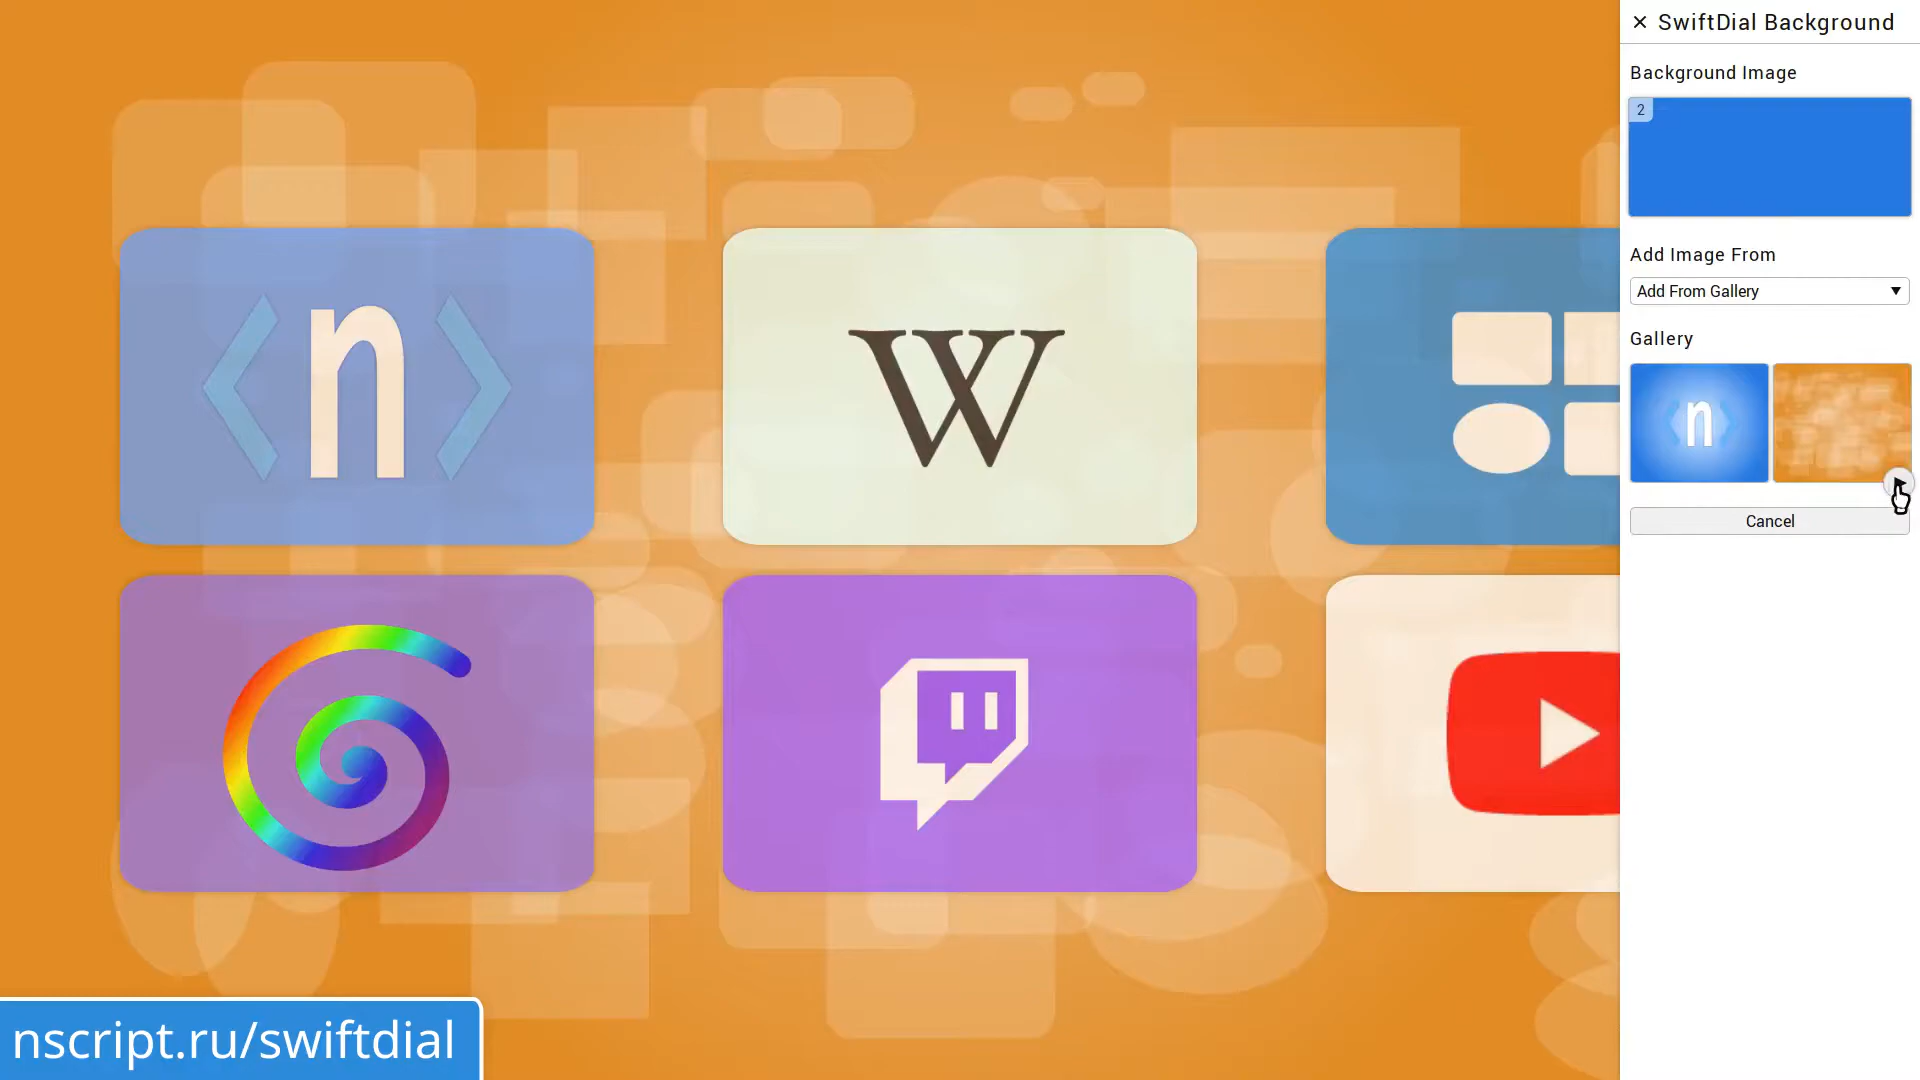 SwiftDial Background
Background Image
2
Add Image From
Add From Gallery
Gallery
n
Cancel
<n>
W
nscript.ru/swiftdial